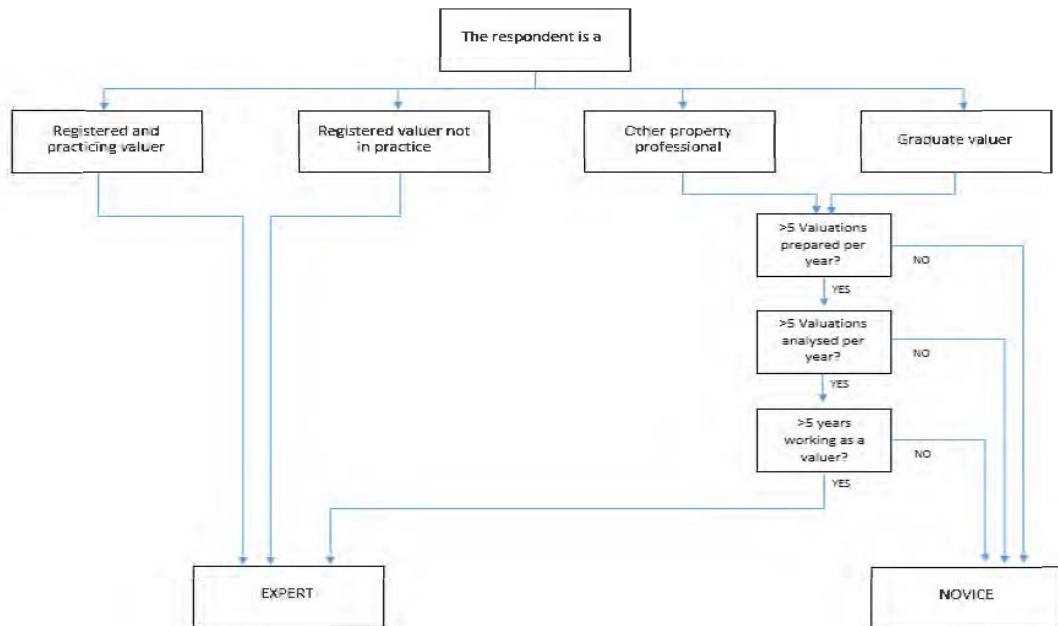 The respondent is a
Registered and
practicing valuer
Registered valuer not
in practice
Other property
professional
Graduate valuer
>5 Valuations
prepared per
year?
NO
YES
>5 Valuations
analysed per
year?
NO
YES
>5 years
working as a
valuer?
NO
YES
EXPERT
NOVICE